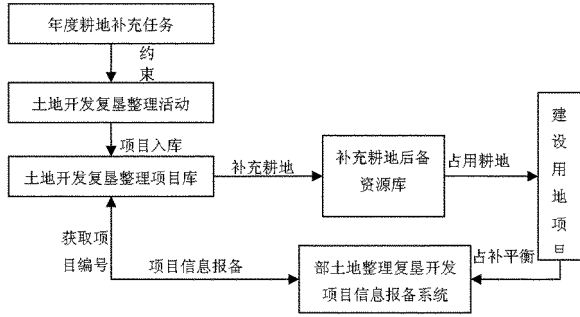 年度耕地补充任务
约
束
土地开发复垦整理活动
项目入库
土地开发复垦整理项目库
补充耕地
补充耕地后备
资源库
占用耕地
建
设
用
地
项
目
获取项
目编号
项目信息报备
部土地整理复垦开发
项目信息报备系统
占补平衡